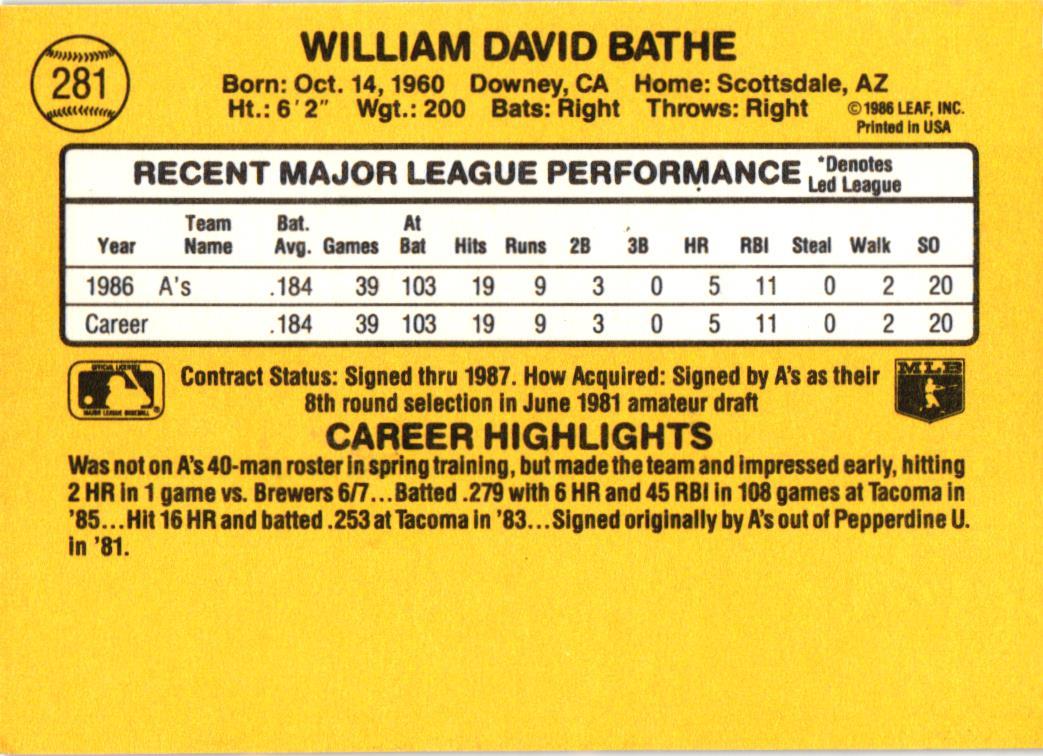 281
WILLIAM DAVID BATHE
Born: Oct. 14, 1960 Downey, CA Home: Scottsdale, AZ
Ht.: 6'2" Wgt.: 200 Bats: Right Throws: Right ©1986 LEAF, INC.
Printed in USA
RECENT MAJOR LEAGUE PERFORMANCE *Denotes
Led League
Team Bat. At
Year Name Avg. Games Bat Hits Runs 2B 3B HR RBI Steal Walk SO
1986 A's .184 39 103 19 9 3 0 5 11 0 2 20
Career .184 39 103 19 9 3 0 5 11 0 2 20
OFFICIAL LICENSEE
MAJOR LEAGUE BASEBALL ®
MLB
Contract Status: Signed thru 1987. How Acquired: Signed by A's as their
8th round selection in June 1981 amateur draft
CAREER HIGHLIGHTS
Was not on A's 40-man roster in spring training, but made the team and impressed early, hitting
2 HR in 1 game vs. Brewers 6/7...Batted .279 with 6 HR and 45 RBI in 108 games at Tacoma in
'85...Hit 16 HR and batted .253 at Tacoma in '83...Signed originally by A's out of Pepperdine U.
in '81.